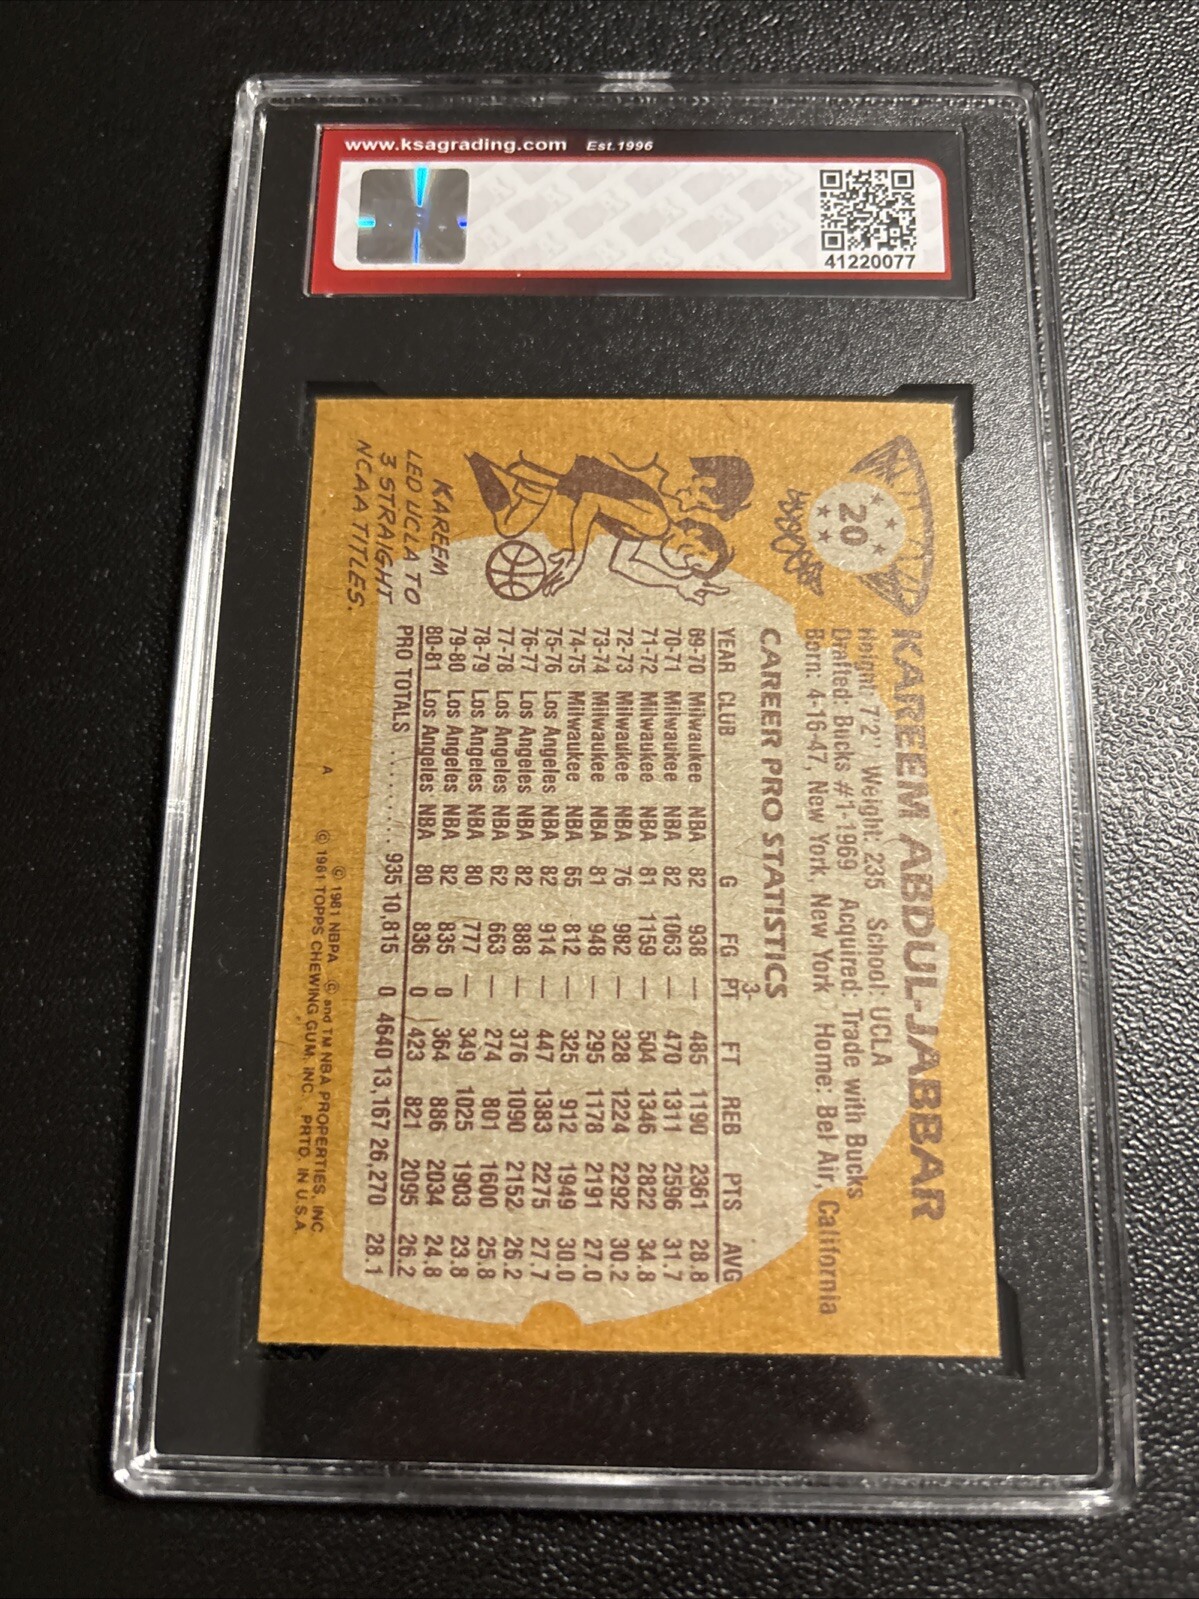 www.ksagrading.com Est.1996
41220077
20
KAREEM ABDUL-JABBAR
Height: 7'2" Weight: 235 School: UCLA
Drafted: Bucks #1-1969 Acquired: Trade with Bucks
Born: 4-16-47, New York, New York Home: Bel Air, California
CAREER PRO STATISTICS
YEAR CLUB G FG 3-PT FT REB PTS AVG
69-70 Milwaukee NBA 82 938 — 485 1190 2361 28.8
70-71 Milwaukee NBA 82 1063 — 470 1311 2596 31.7
71-72 Milwaukee NBA 81 1159 — 504 1346 2822 34.8
72-73 Milwaukee NBA 76 982 — 328 1224 2292 30.2
73-74 Milwaukee NBA 81 948 — 295 1178 2191 27.0
74-75 Milwaukee NBA 65 812 — 325 912 1949 30.0
75-76 Los Angeles NBA 82 914 — 447 1383 2275 27.7
76-77 Los Angeles NBA 82 888 — 376 1090 2152 26.2
77-78 Los Angeles NBA 62 663 — 274 801 1600 25.8
78-79 Los Angeles NBA 80 777 — 349 1025 1903 23.8
79-80 Los Angeles NBA 82 835 0 364 886 2034 24.8
80-81 Los Angeles NBA 80 836 0 423 821 2095 26.2
PRO TOTALS ........ 935 10,815 0 4640 13,167 26,270 28.1
KAREEM
LED UCLA TO
3 STRAIGHT
NCAA TITLES.
© 1981 NBPA © and TM NBA PROPERTIES, INC.
A © 1981 TOPPS CHEWING GUM, INC. PRTD. IN U.S.A.